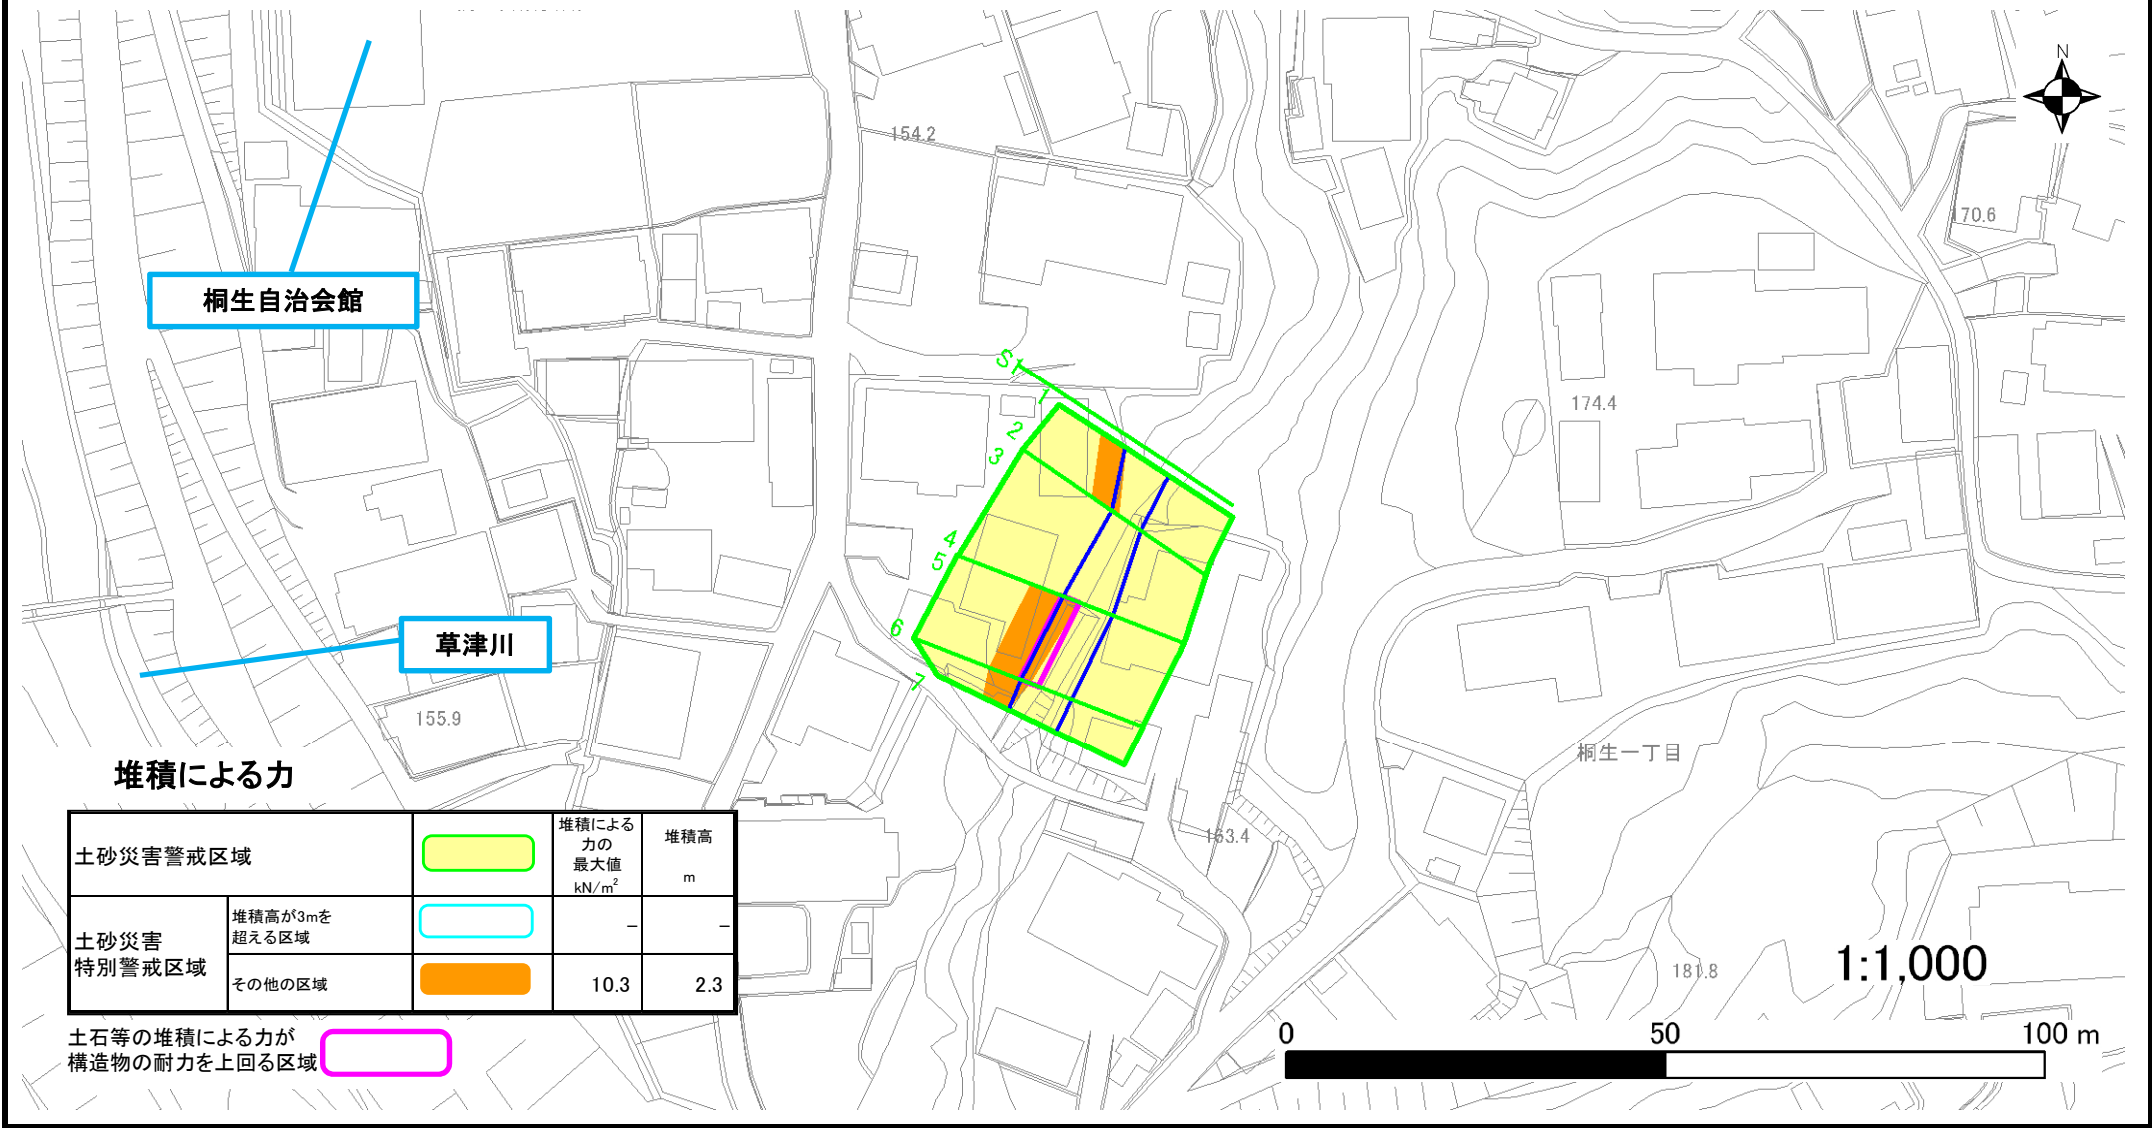 N
154.2
170.6
桐生自治会館
S1
1
2
3
174.4
4
5
6
草津川
7
155.9
桐生一丁目
堆積による力
163.4
土砂災害警戒区域
堆積による
力の
最大値
kN/m²
堆積高
m
土砂災害
特別警戒区域
堆積高が3mを
超える区域
－
－
その他の区域
10.3
2.3
181.8
1:1,000
土石等の堆積による力が
構造物の耐力を上回る区域
0 50 100 m